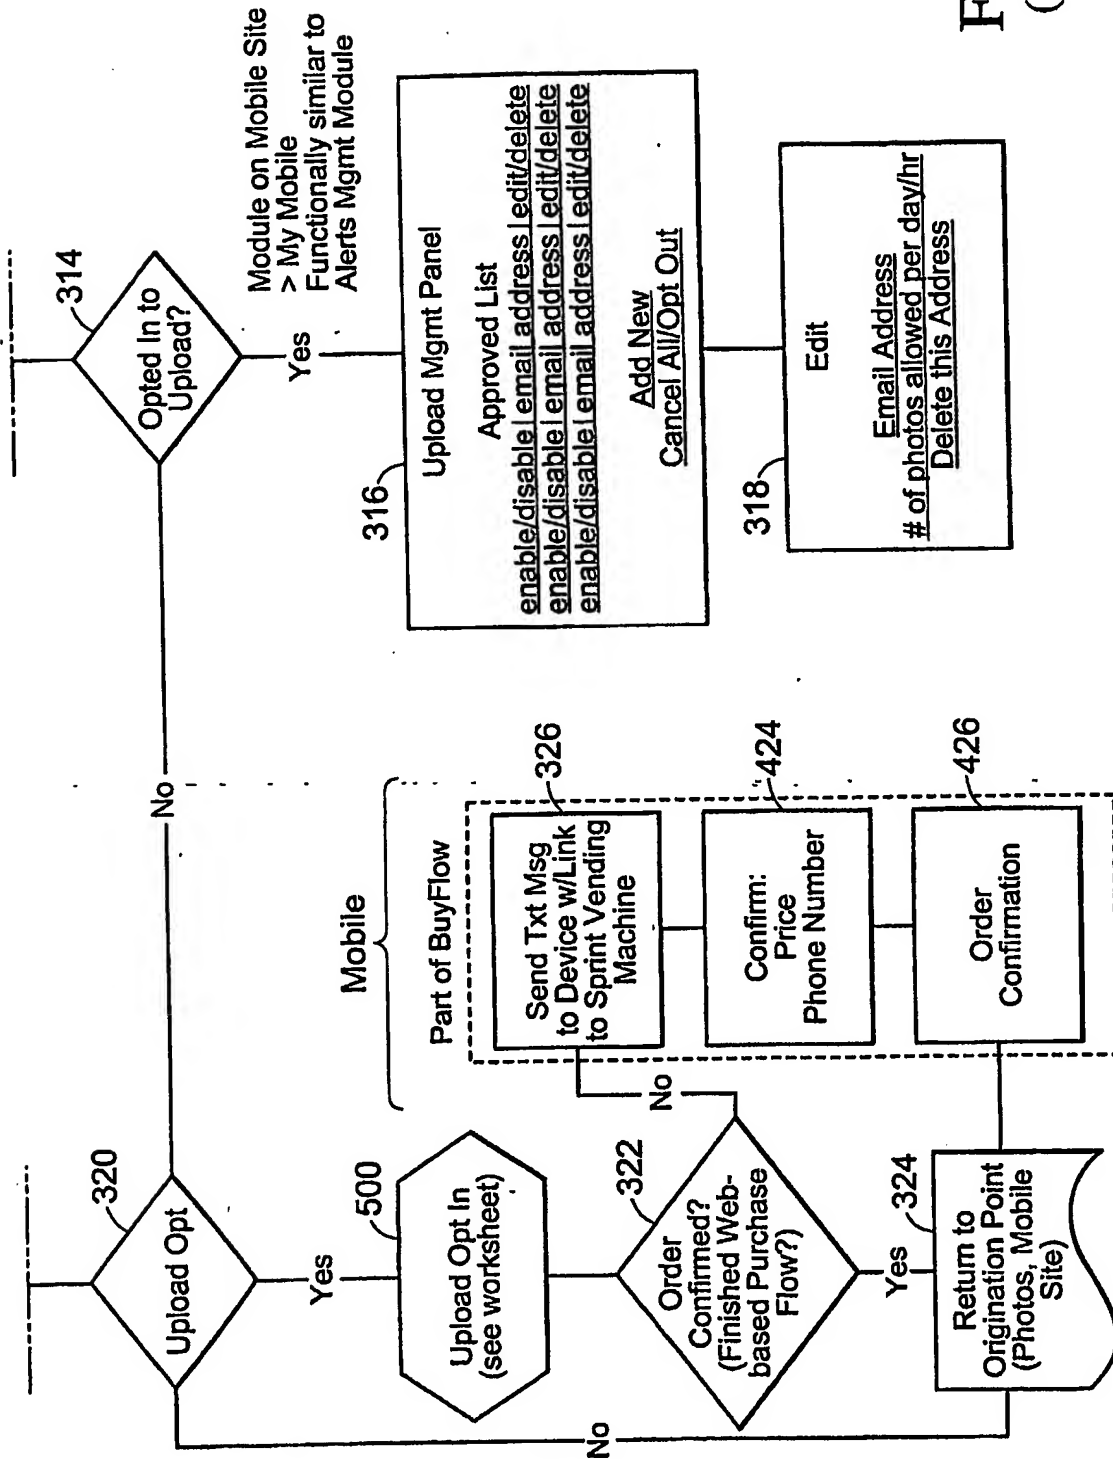 314
Opted In to
Upload?
Yes
No
Module on Mobile Site
> My Mobile
Functionally similar to
Alerts Mgmt Module
316
Upload Mgmt Panel
Approved List
enable/disable | email address | edit/delete
enable/disable | email address | edit/delete
enable/disable | email address | edit/delete
Add New
Cancel All/Opt Out
318
Edit
Email Address
# of photos allowed per day/hr
Delete this Address
320
Upload Opt
Yes
No
500
Upload Opt In
(see worksheet)
322
Order
Confirmed?
(Finished Web-
based Purchase
Flow?)
No
Yes
324
Return to
Origination Point
(Photos, Mobile
Site)
Mobile
Part of BuyFlow
326
Send Txt Msg
to Device w/Link
to Sprint Vending
Machine
424
Confirm:
Price
Phone Number
426
Order
Confirmation
F
(